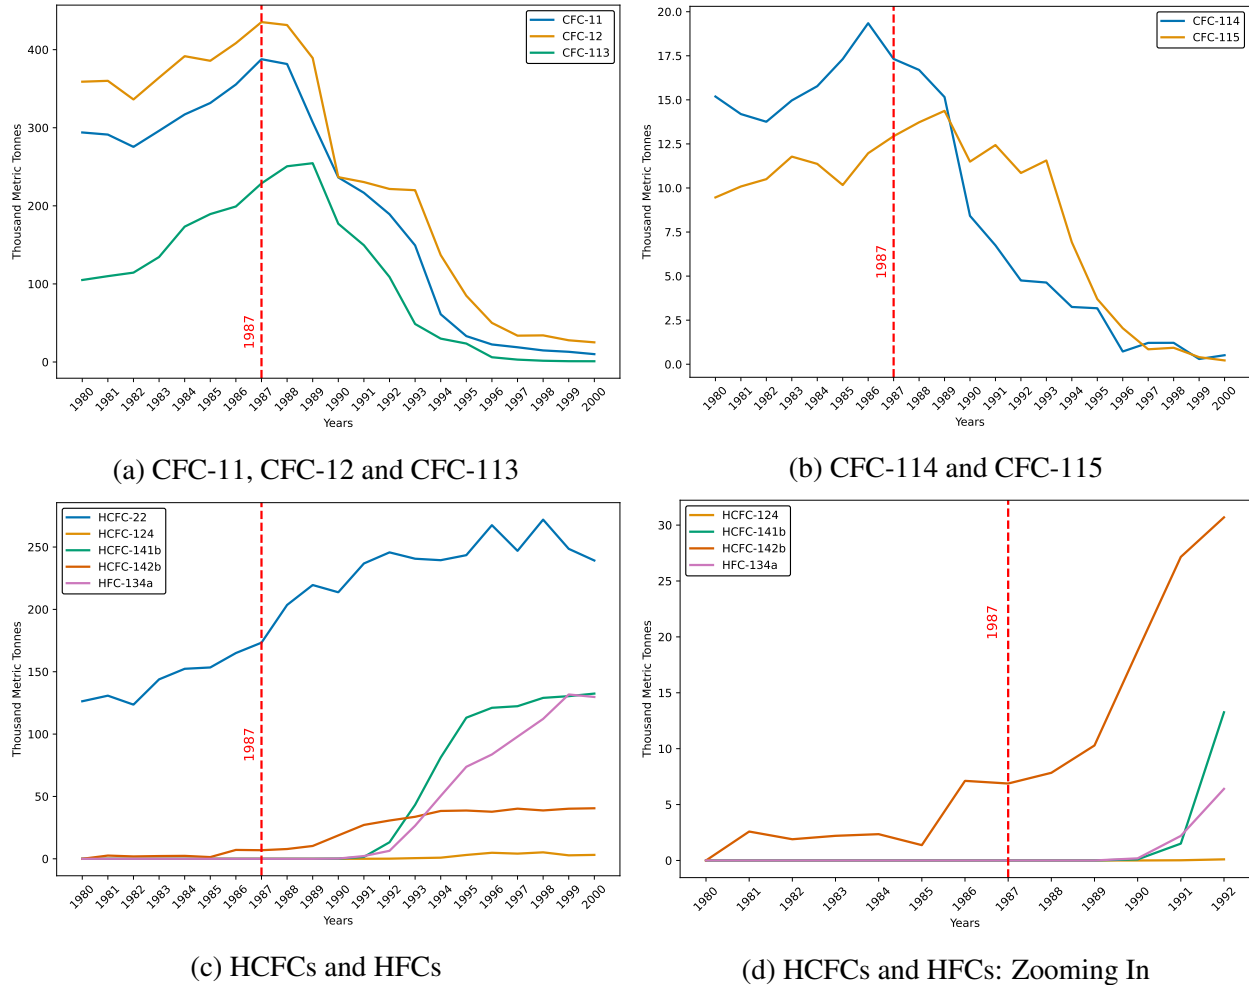 CFC-11
CFC-12
CFC-113
400
300
200
100
0
Thousand Metric Tonnes
1987
1980 1981 1982 1983 1984 1985 1986 1987 1988 1989 1990 1991 1992 1993 1994 1995 1996 1997 1998 1999 2000
Years
(a) CFC-11, CFC-12 and CFC-113
CFC-114
CFC-115
20.0
17.5
15.0
12.5
10.0
7.5
5.0
2.5
0.0
Thousand Metric Tonnes
1987
1980 1981 1982 1983 1984 1985 1986 1987 1988 1989 1990 1991 1992 1993 1994 1995 1996 1997 1998 1999 2000
Years
(b) CFC-114 and CFC-115
HCFC-22
HCFC-124
HCFC-141b
HCFC-142b
HFC-134a
250
200
150
100
50
0
Thousand Metric Tonnes
1987
1980 1981 1982 1983 1984 1985 1986 1987 1988 1989 1990 1991 1992 1993 1994 1995 1996 1997 1998 1999 2000
Years
(c) HCFCs and HFCs
HCFC-124
HCFC-141b
HCFC-142b
HFC-134a
30
25
20
15
10
5
0
Thousand Metric Tonnes
1987
1980 1981 1982 1983 1984 1985 1986 1987 1988 1989 1990 1991 1992
Years
(d) HCFCs and HFCs: Zooming In